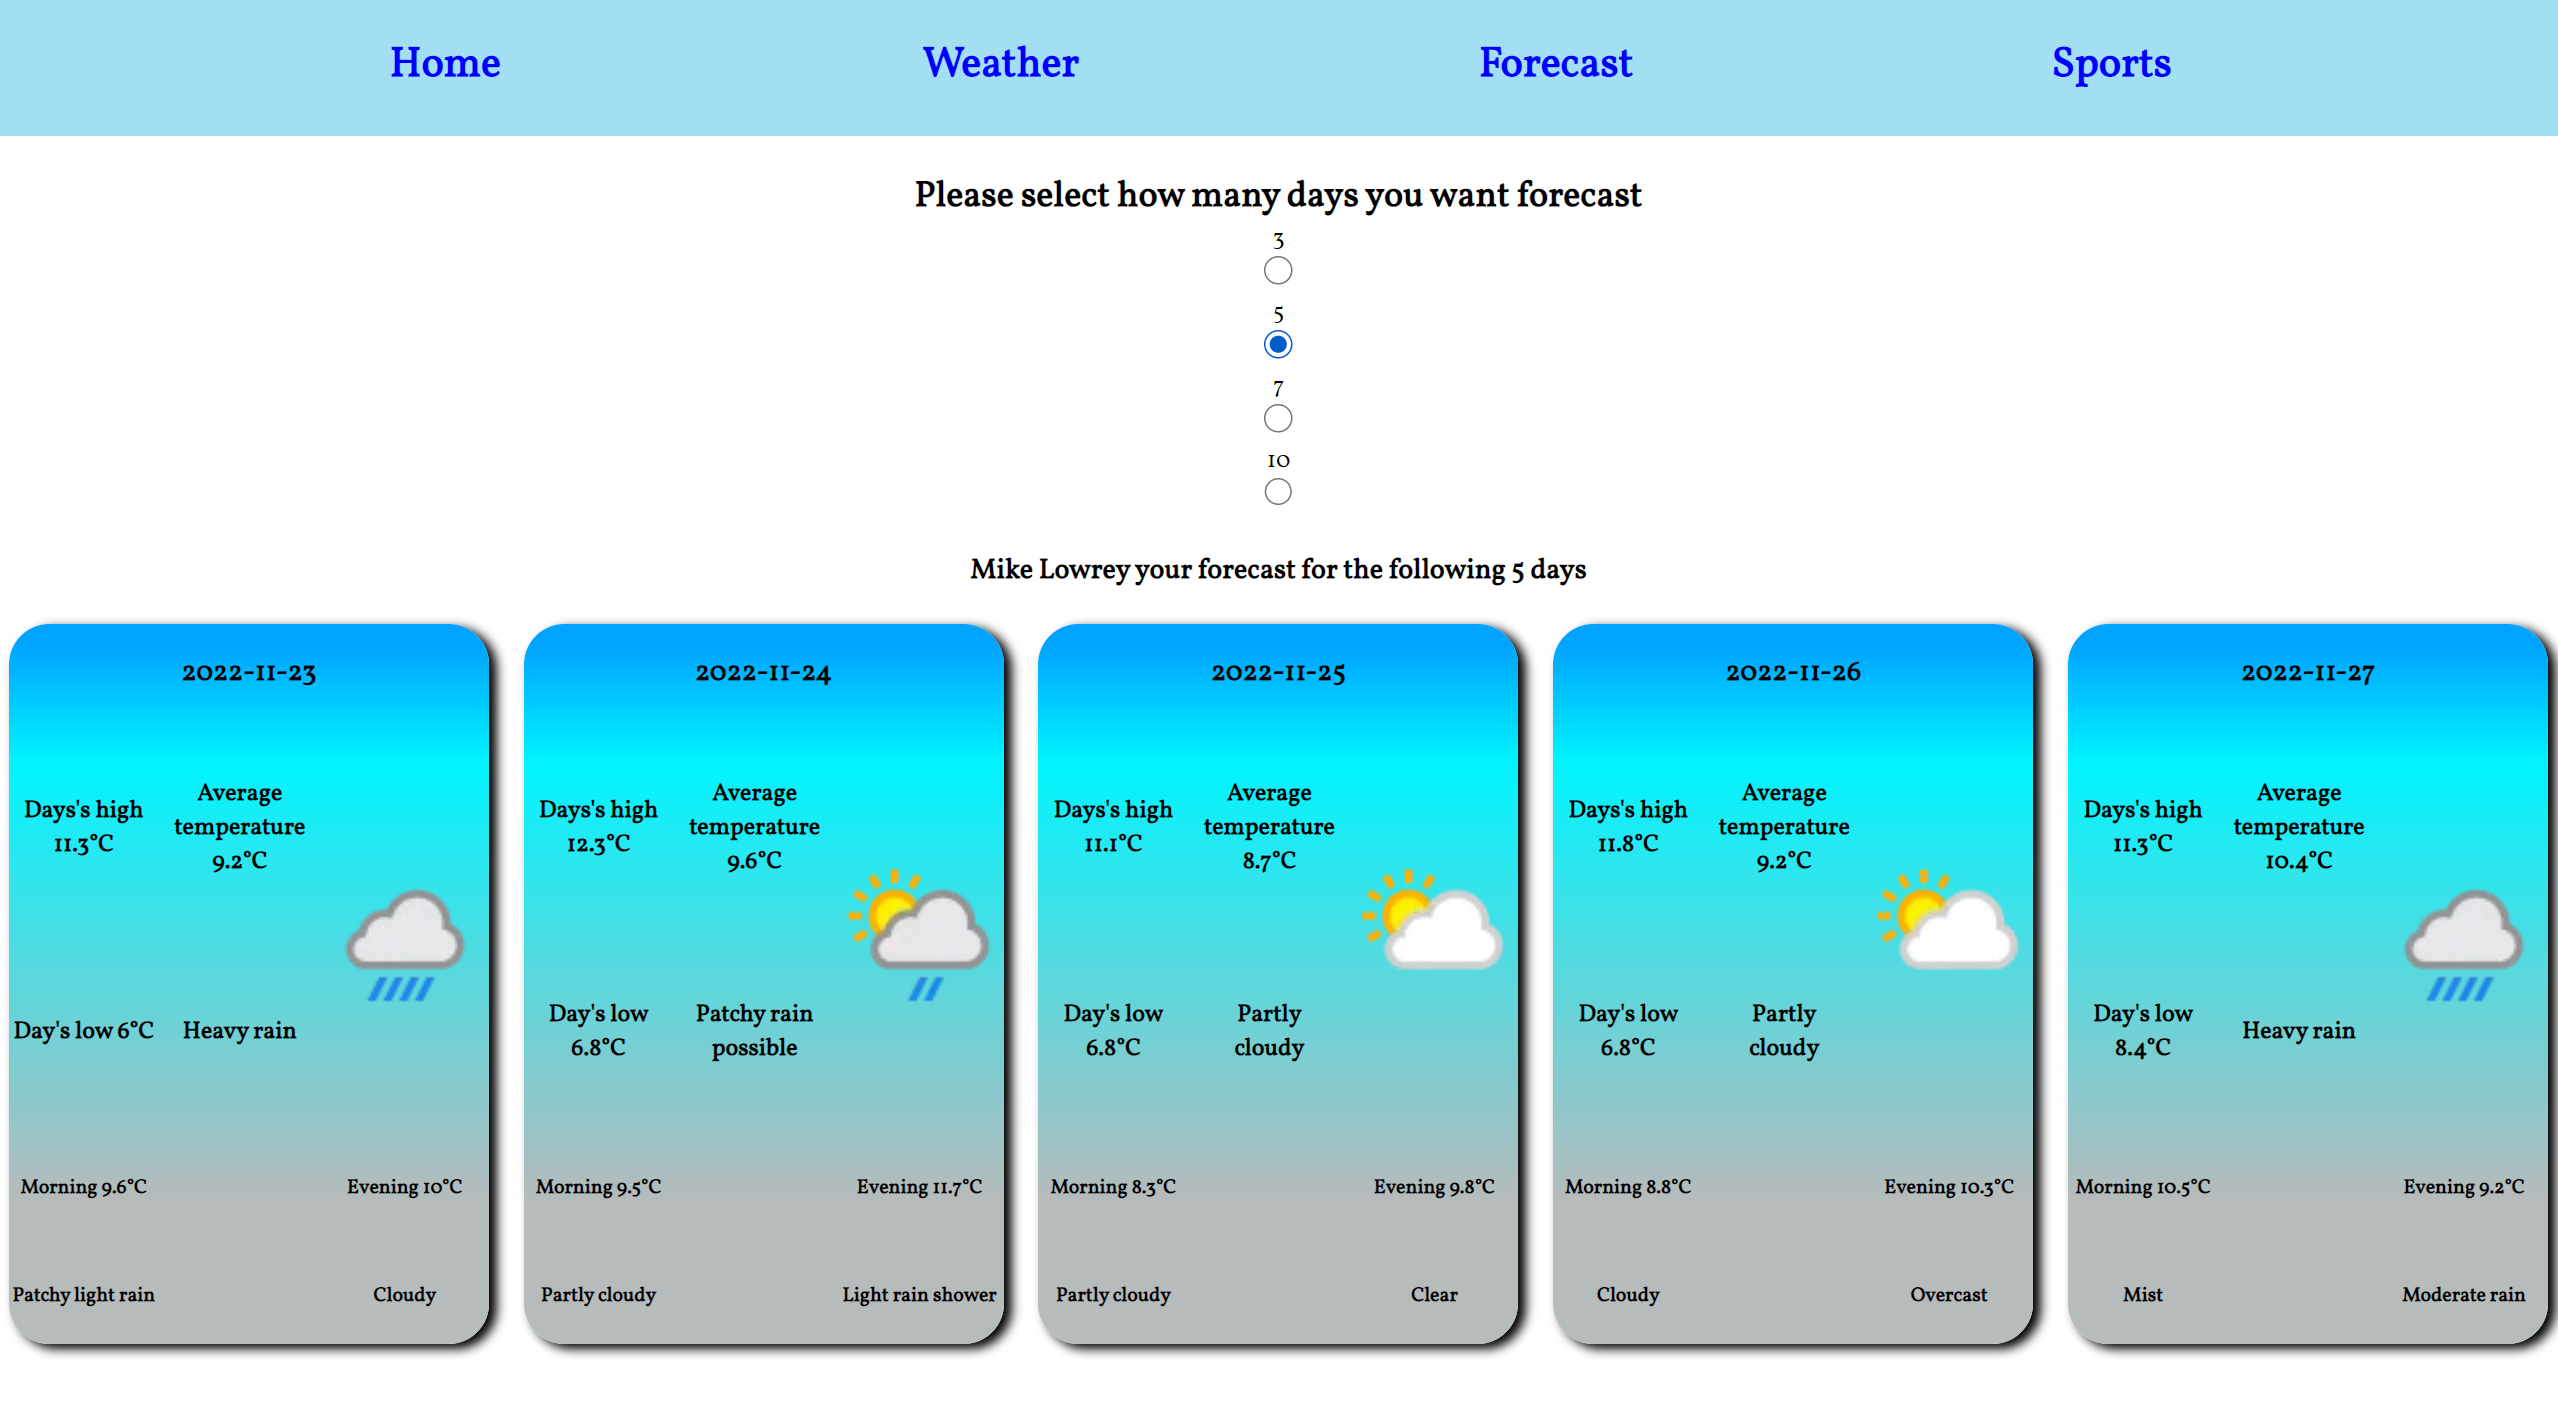 Home Weather Forecast Sports
Please select how many days you want forecast
3
5
7
10
Mike Lowrey your forecast for the following 5 days
2022-11-23
Days's high
11.3°C
Average
temperature
9.2°C
Day's low 6°C
Heavy rain
Morning 9.6°C
Evening 10°C
Patchy light rain
Cloudy
2022-11-24
Days's high
12.3°C
Average
temperature
9.6°C
Day's low
6.8°C
Patchy rain
possible
Morning 9.5°C
Evening 11.7°C
Partly cloudy
Light rain shower
2022-11-25
Days's high
11.1°C
Average
temperature
8.7°C
Day's low
6.8°C
Partly
cloudy
Morning 8.3°C
Evening 9.8°C
Partly cloudy
Clear
2022-11-26
Days's high
11.8°C
Average
temperature
9.2°C
Day's low
6.8°C
Partly
cloudy
Morning 8.8°C
Evening 10.3°C
Cloudy
Overcast
2022-11-27
Days's high
11.3°C
Average
temperature
10.4°C
Day's low
8.4°C
Heavy rain
Morning 10.5°C
Evening 9.2°C
Mist
Moderate rain